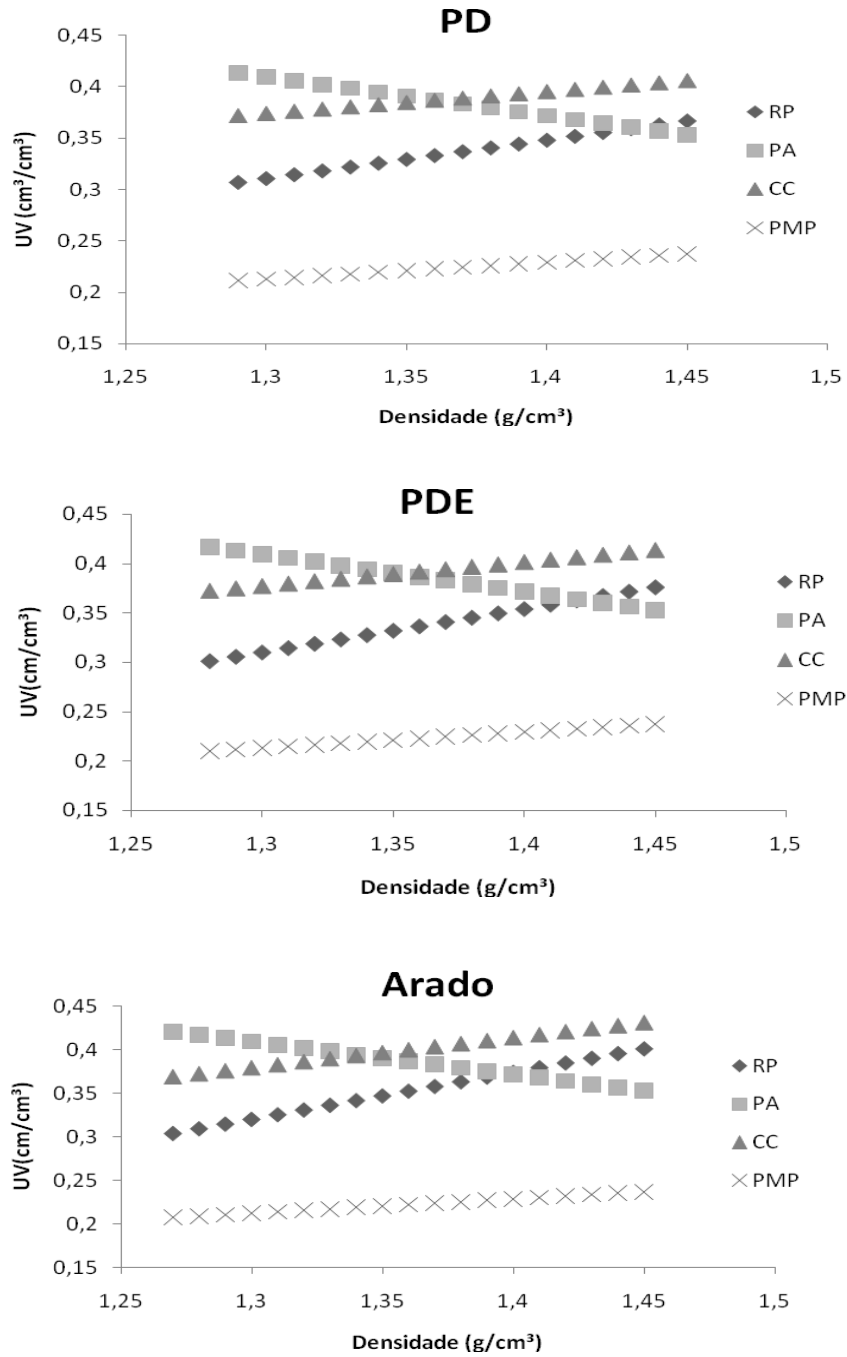 PD
UV (cm³/cm³)
0,45
0,4
0,35
0,3
0,25
0,2
0,15
1,25 1,3 1,35 1,4 1,45 1,5
Densidade (g/cm³)
RP
PA
CC
PMP
PDE
UV(cm/cm³)
0,45
0,4
0,35
0,3
0,25
0,2
0,15
1,25 1,3 1,35 1,4 1,45 1,5
Densidade (g/cm³)
RP
PA
CC
PMP
Arado
UV(cm/cm³)
0,45
0,4
0,35
0,3
0,25
0,2
0,15
1,25 1,3 1,35 1,4 1,45 1,5
Densidade (g/cm³)
RP
PA
CC
PMP